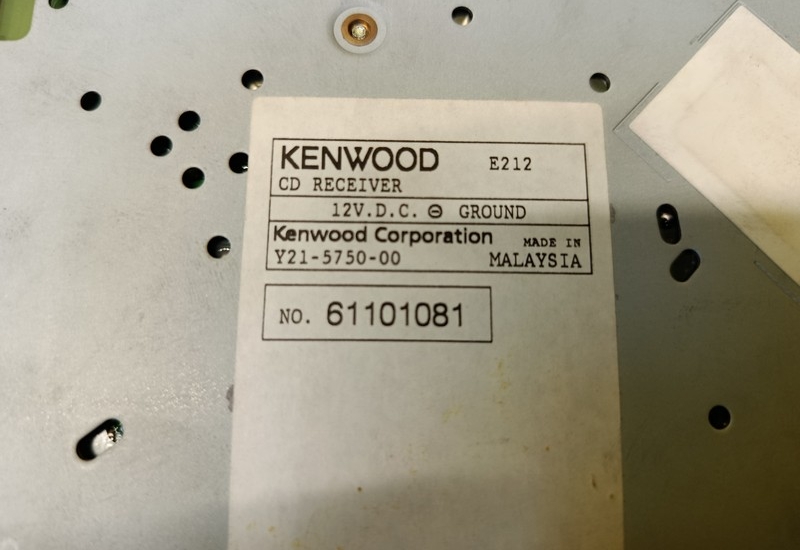 KENWOOD E212
CD RECEIVER
12V.D.C. ⊖ GROUND
Kenwood Corporation MADE IN
Y21-5750-00 MALAYSIA
NO. 61101081